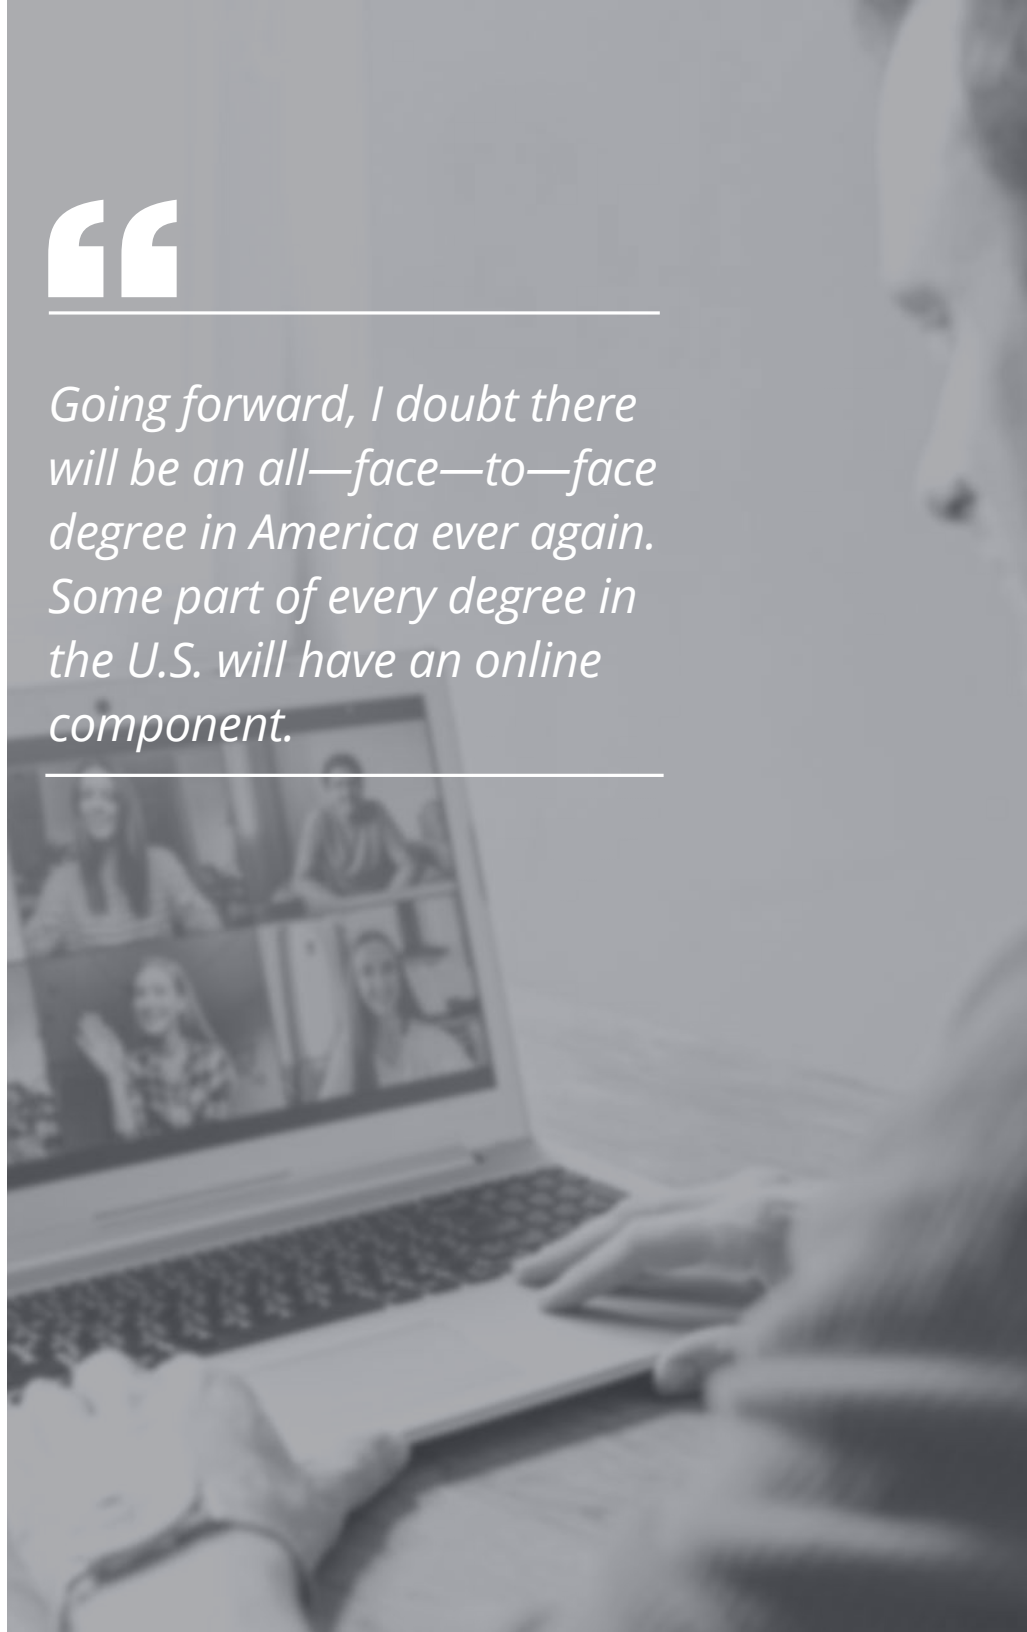 “
Going forward, I doubt there
will be an all—face—to—face
degree in America ever again.
Some part of every degree in
the U.S. will have an online
component.